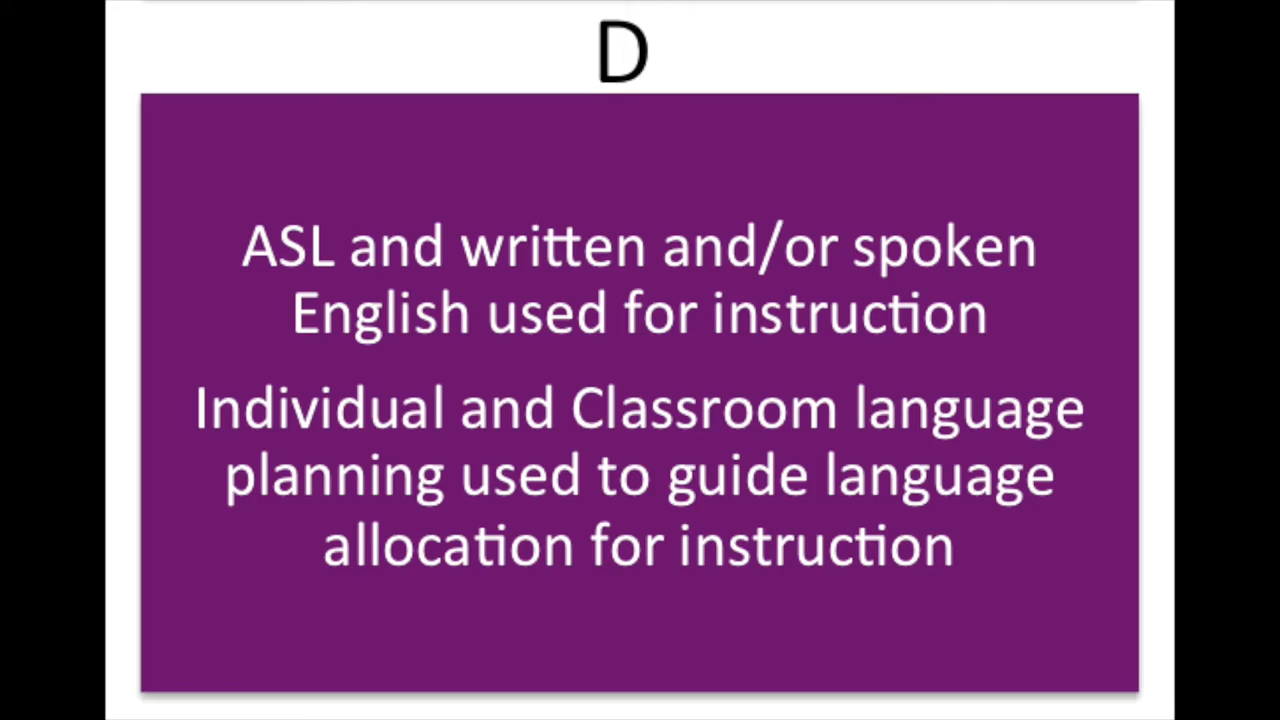 D
ASL and written and/or spoken
English used for instruction
Individual and Classroom language
planning used to guide language
allocation for instruction